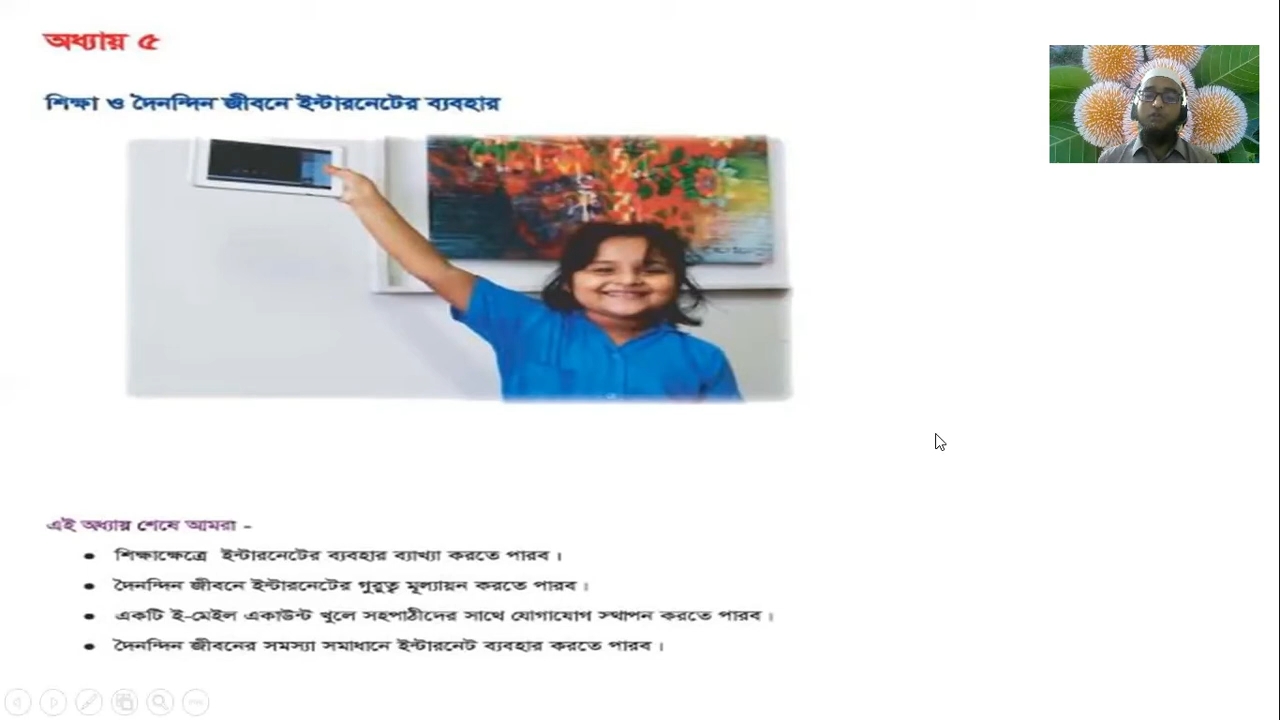 অধ্যায় ৫
শিক্ষা ও দৈনন্দিন জীবনে ইন্টারনেটের ব্যবহার
এই অধ্যায় শেষে আমরা -
● শিক্ষাক্ষেত্রে ইন্টারনেটের ব্যবহার ব্যাখ্যা করতে পারব।
● দৈনন্দিন জীবনে ইন্টারনেটের গুরুত্ব মূল্যায়ন করতে পারব।
● একটি ই-মেইল একাউন্ট খুলে সহপাঠীদের সাথে যোগাযোগ স্থাপন করতে পারব।
● দৈনন্দিন জীবনের সমস্যা সমাধানে ইন্টারনেট ব্যবহার করতে পারব।